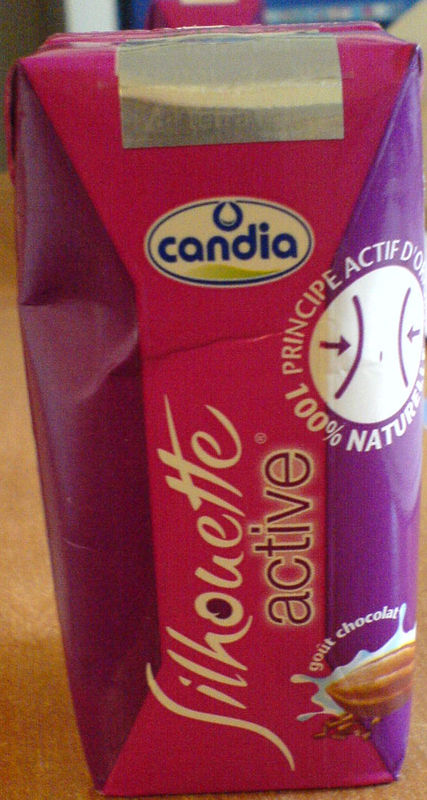 candia
PRINCIPE ACTIF D'O
100% NATUREL
Silhouette®
active
goût chocolat